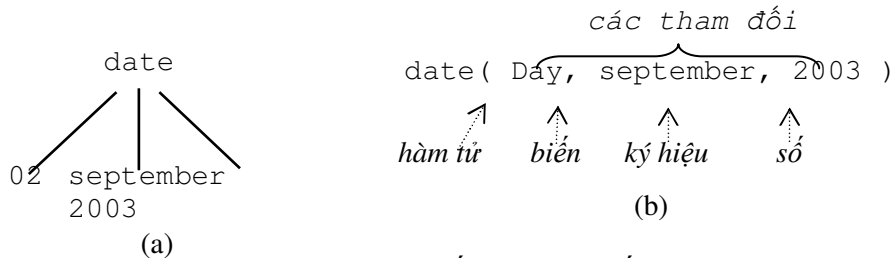 date
02 september
2003
(a)
các tham đối
date( Day, september, 2003 )
hàm tử biến ký hiệu số
(b)